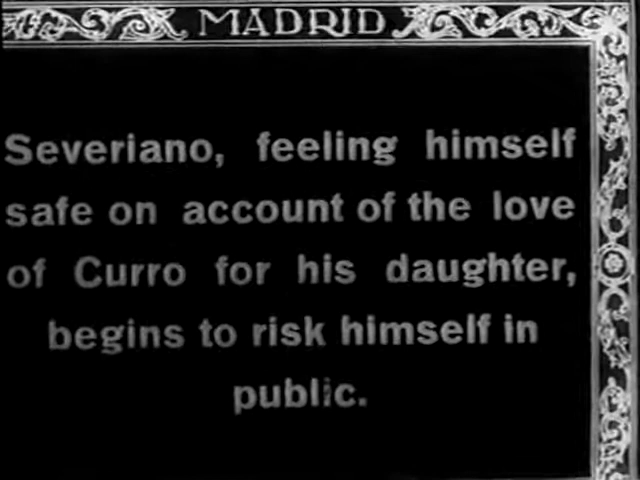 MADRID
Severiano, feeling himself
safe on account of the love
of Curro for his daughter,
begins to risk himself in
public.